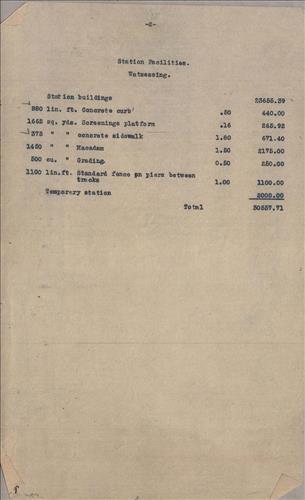 -2-
Station Facilities.
Watsessing.
Station buildings 23655.39
880 lin. ft. Concrete curb .50 440.00
1662 sq. yds. Screenings platform .16 265.92
373 " " concrete sidewalk 1.80 671.40
1450 " " Macadam 1.50 2175.00
500 cu. " Grading 0.50 250.00
1100 lin.ft. Standard fence on piers between
tracks 1.00 1100.00
Temporary station 2000.00
Total 30557.71